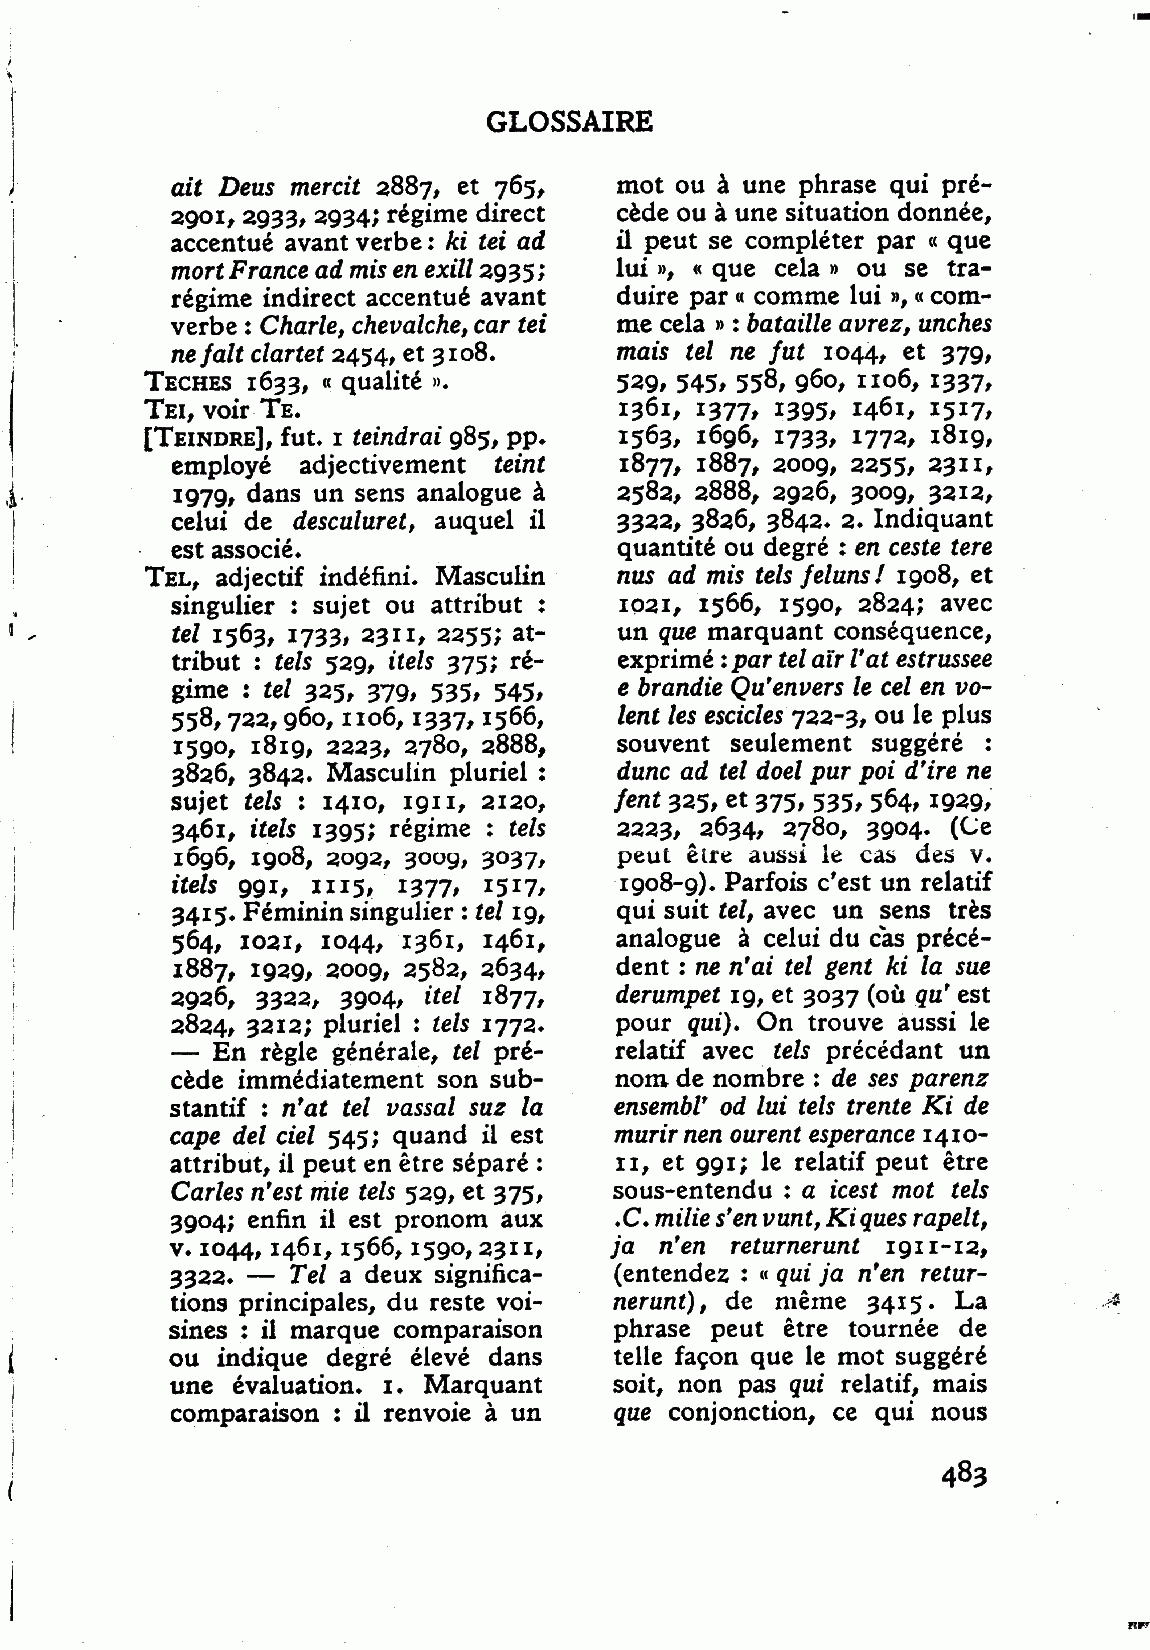 GLOSSAIRE
ait Deus mercit 2887, et 765,
2901, 2933, 2934; régime direct
accentué avant verbe : ki tei ad
mort France ad mis en exill 2935;
régime indirect accentué avant
verbe : Charle, chevalche, car tei
ne falt clartet 2454, et 3108.
TECHES 1633, « qualité ».
TEI, voir TE.
[TEINDRE], fut. 1 teindrai 985, pp.
employé adjectivement teint
1979, dans un sens analogue à
celui de desculuret, auquel il
est associé.
TEL, adjectif indéfini. Masculin
singulier : sujet ou attribut :
tel 1563, 1733, 2311, 2255; at-
tribut : tels 529, itels 375; ré-
gime : tel 325, 379, 535, 545,
558, 722, 960, 1106, 1337, 1566,
1590, 1819, 2223, 2780, 2888,
3826, 3842. Masculin pluriel :
sujet tels : 1410, 1911, 2120,
3461, itels 1395; régime : tels
1696, 1908, 2092, 3009, 3037,
itels 991, 1115, 1377, 1517,
3415. Féminin singulier : tel 19,
564, 1021, 1044, 1361, 1461,
1887, 1929, 2009, 2582, 2634,
2926, 3322, 3904, itel 1877,
2824, 3212; pluriel : tels 1772.
— En règle générale, tel pré-
cède immédiatement son sub-
stantif : n'at tel vassal suz la
cape del ciel 545; quand il est
attribut, il peut en être séparé :
Carles n'est mie tels 529, et 375,
3904; enfin il est pronom aux
v. 1044, 1461, 1566, 1590, 2311,
3322. — Tel a deux significa-
tions principales, du reste voi-
sines : il marque comparaison
ou indique degré élevé dans
une évaluation. 1. Marquant
comparaison : il renvoie à un
mot ou à une phrase qui pré-
cède ou à une situation donnée,
il peut se compléter par « que
lui », « que cela » ou se tra-
duire par « comme lui », « com-
me cela » : bataille avrez, unches
mais tel ne fut 1044, et 379,
529, 545, 558, 960, 1106, 1337,
1361, 1377, 1395, 1461, 1517,
1563, 1696, 1733, 1772, 1819,
1877, 1887, 2009, 2255, 2311,
2582, 2888, 2926, 3009, 3212,
3322, 3826, 3842. 2. Indiquant
quantité ou degré : en ceste tere
nus ad mis tels feluns! 1908, et
1021, 1566, 1590, 2824; avec
un que marquant conséquence,
exprimé : par tel aïr l'at estrussee
e brandie Qu'envers le cel en vo-
lent les escicles 722-3, ou le plus
souvent seulement suggéré :
dunc ad tel doel pur poi d'ire ne
fent 325, et 375, 535, 564, 1929,
2223, 2634, 2780, 3904. (Ce
peut être aussi le cas des v.
1908-9). Parfois c'est un relatif
qui suit tel, avec un sens très
analogue à celui du cas précé-
dent : ne n'ai tel gent ki la sue
derumpet 19, et 3037 (où qu' est
pour qui). On trouve aussi le
relatif avec tels précédant un
nom de nombre : de ses parenz
ensembl' od lui tels trente Ki de
murir nen ourent esperance 1410-
11, et 991; le relatif peut être
sous-entendu : a icest mot tels
.C. milie s'en vunt, Ki ques rapelt,
ja n'en returnerunt 1911-12,
(entendez : « qui ja n'en retur-
nerunt), de même 3415. La
phrase peut être tournée de
telle façon que le mot suggéré
soit, non pas qui relatif, mais
que conjonction, ce qui nous
483